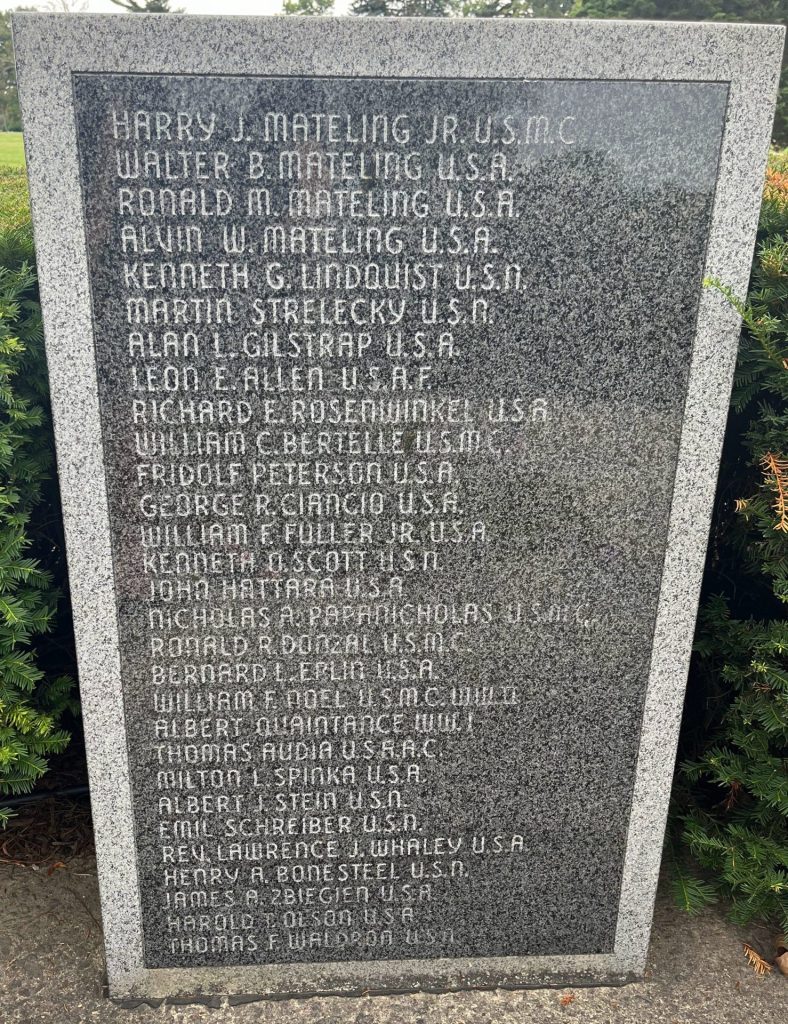 HARRY J. MATELING JR. U.S.M.C
WALTER B. MATELING U.S.A.
RONALD M. MATELING U.S.A.
ALVIN W. MATELING U.S.A.
KENNETH G. LINDQUIST U.S.N.
MARTIN STRELECKY U.S.N.
ALAN L. GILSTRAP U.S.A.
LEON E. ALLEN U.S.A.F.
RICHARD E. ROSENWINKEL U.S.A.
WILLIAM C. BERTELLE U.S.M.C.
FRIDOLF PETERSON U.S.A.
GEORGE R. CIANCIO U.S.A.
WILLIAM F. FULLER JR. U.S.A.
KENNETH O. SCOTT U.S.N.
JOHN HATTARA U.S.A.
NICHOLAS A. PAPANICHOLAS U.S.M.C.
RONALD R. DONZAL U.S.M.C.
BERNARD L. EPLIN U.S.A.
WILLIAM F. NOEL U.S.M.C. W.W.II
ALBERT QUAINTANCE W.W.I
THOMAS AUDIA U.S.A.A.C.
MILTON L. SPINKA U.S.A.
ALBERT J. STEIN U.S.N.
EMIL SCHREIBER U.S.N.
REV. LAWRENCE J. WHALEY U.S.A.
HENRY A. BONESTEEL U.S.N.
JAMES A. ZBIEGIEN U.S.A.
HAROLD T. OLSON U.S.A.
THOMAS F. WALDRON U.S.N.